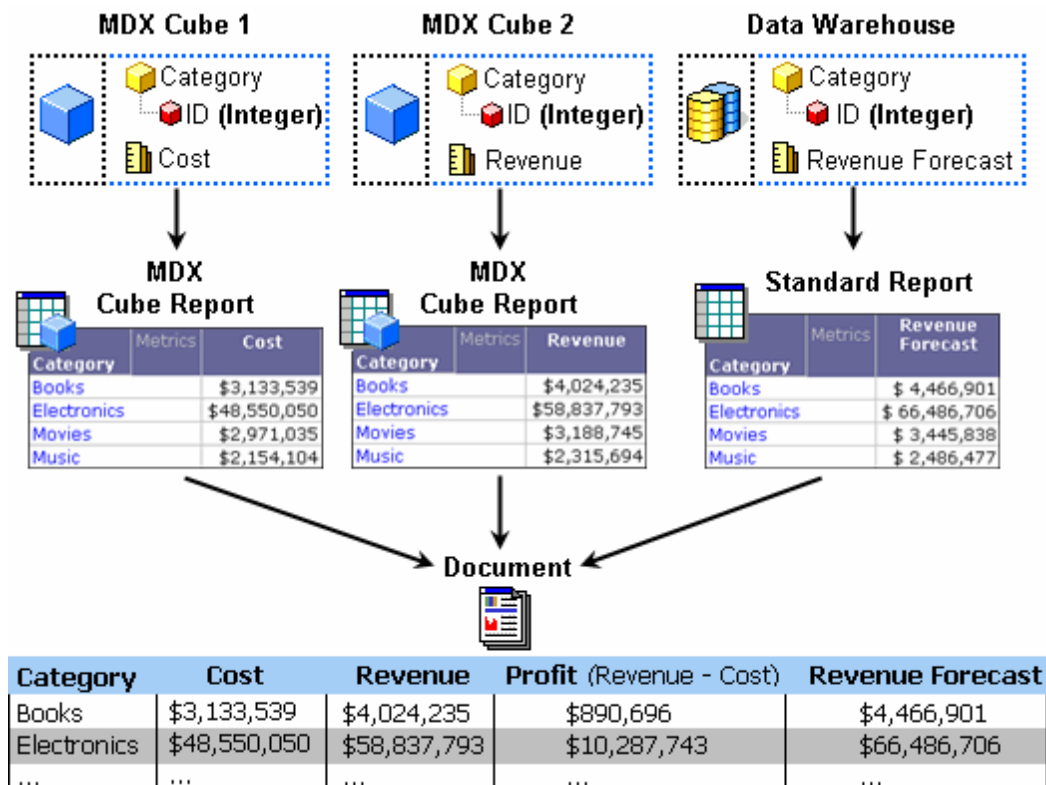 MDX Cube 1
Category
ID (Integer)
Cost
MDX Cube 2
Category
ID (Integer)
Revenue
Data Warehouse
Category
ID (Integer)
Revenue Forecast
MDX
Cube Report
Metrics Cost
Category
Books $3,133,539
Electronics $48,550,050
Movies $2,971,035
Music $2,154,104
MDX
Cube Report
Metrics Revenue
Category
Books $4,024,235
Electronics $58,837,793
Movies $3,188,745
Music $2,315,694
Standard Report
Metrics Revenue
Forecast
Category
Books $ 4,466,901
Electronics $ 66,486,706
Movies $ 3,445,838
Music $ 2,486,477
Document
Category Cost Revenue Profit (Revenue - Cost) Revenue Forecast
Books $3,133,539 $4,024,235 $890,696 $4,466,901
Electronics $48,550,050 $58,837,793 $10,287,743 $66,486,706
... ... ... ... ...